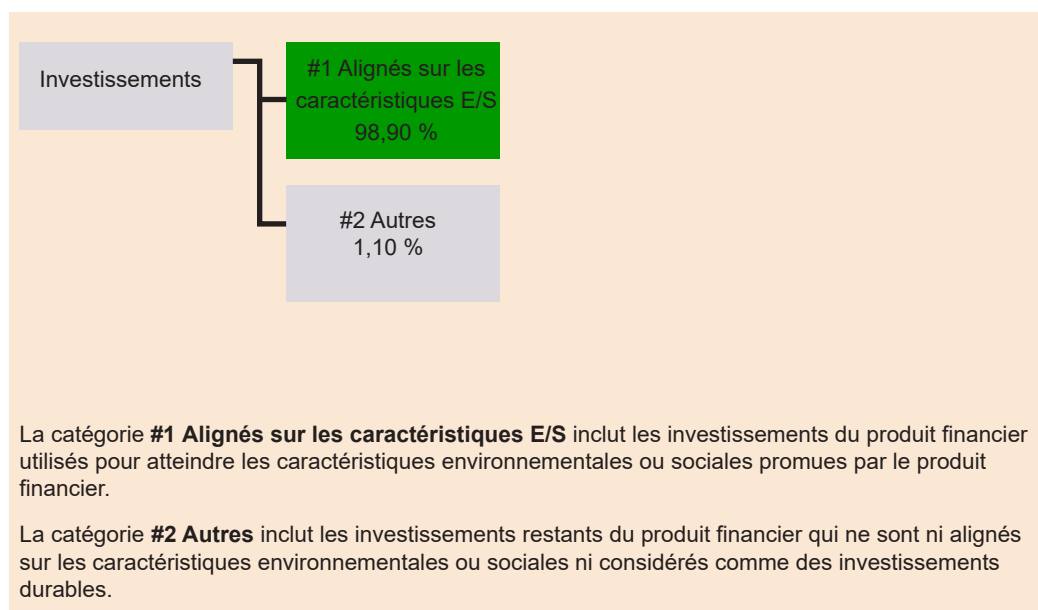 Investissements
#1 Alignés sur les
caractéristiques E/S
98,90 %
#2 Autres
1,10 %
La catégorie #1 Alignés sur les caractéristiques E/S inclut les investissements du produit financier
utilisés pour atteindre les caractéristiques environnementales ou sociales promues par le produit
financier.
La catégorie #2 Autres inclut les investissements restants du produit financier qui ne sont ni alignés
sur les caractéristiques environnementales ou sociales ni considérés comme des investissements
durables.